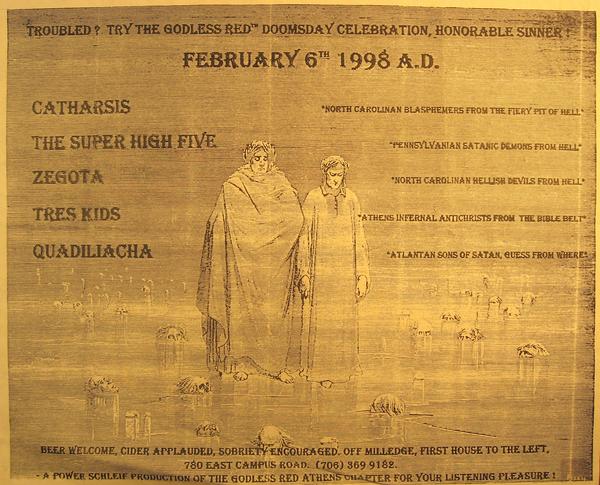 TROUBLED? TRY THE GODLESS RED™ DOOMSDAY CELEBRATION, HONORABLE SINNER!
FEBRUARY 6TH 1998 A.D.
CATHARSIS "NORTH CAROLINAN BLASPHEMERS FROM THE FIERY PIT OF HELL"
THE SUPER HIGH FIVE "PENNSYLVANIAN SATANIC DEMONS FROM HELL"
ZEGOTA "NORTH CAROLINAN HELLISH DEVILS FROM HELL"
TRES KIDS "ATHENS INFERNAL ANTICHRISTS FROM THE BIBLE BELT"
QUADILIACHA "ATLANTAN SONS OF SATAN, GUESS FROM WHERE"
BEER WELCOME, CIDER APPLAUDED, SOBRIETY ENCOURAGED. OFF MILLEDGE, FIRST HOUSE TO THE LEFT,
780 EAST CAMPUS ROAD. (706) 369 9182.
- A POWER SCHLEIF PRODUCTION OF THE GODLESS RED ATHENS CHAPTER FOR YOUR LISTENING PLEASURE!